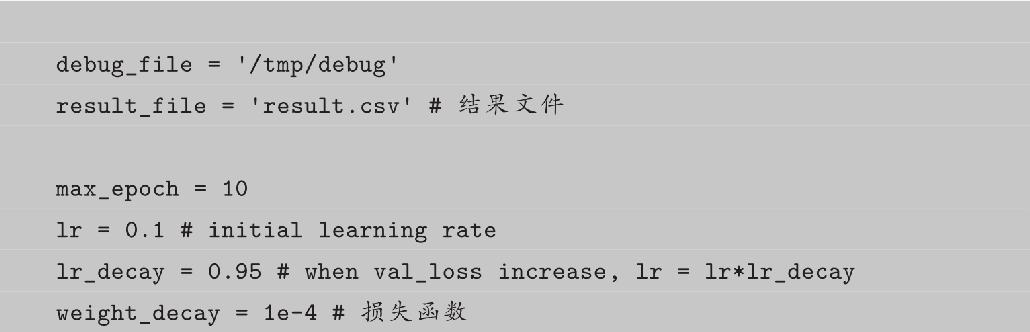 debug_file = '/tmp/debug'
result_file = 'result.csv' # 结果文件
max_epoch = 10
lr = 0.1 # initial learning rate
lr_decay = 0.95 # when val_loss increase, lr = lr*lr_decay
weight_decay = 1e-4 # 损失函数